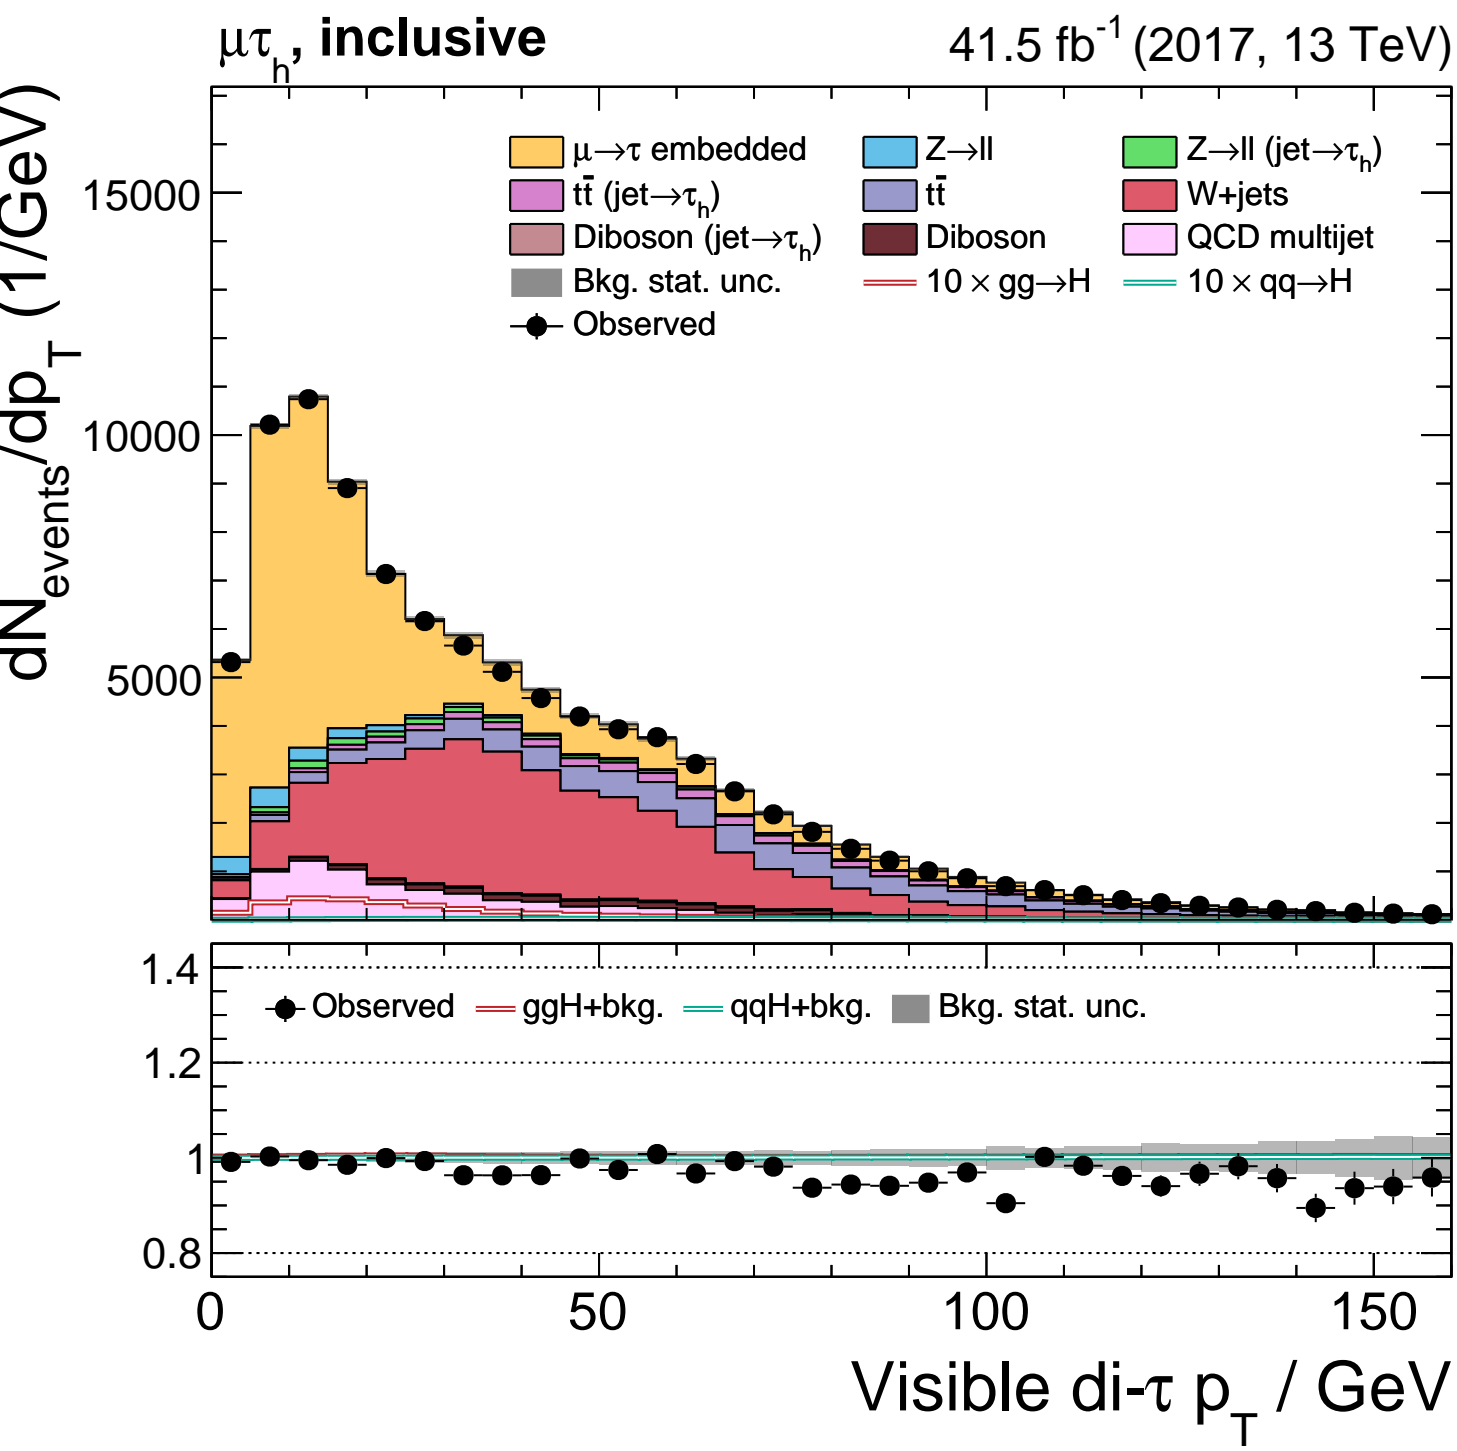 μτh, inclusive 41.5 fb-1 (2017, 13 TeV)
dNevents/dpT (1/GeV)
μ→τ embedded Z→ll Z→ll (jet→τh)
tt̄ (jet→τh) tt̄ W+jets
Diboson (jet→τh) Diboson QCD multijet
Bkg. stat. unc. 10 × gg→H 10 × qq→H
Observed
15000
10000
5000
Observed ggH+bkg. qqH+bkg. Bkg. stat. unc.
1.4
1.2
1
0.8
0 50 100 150
Visible di-τ pT / GeV